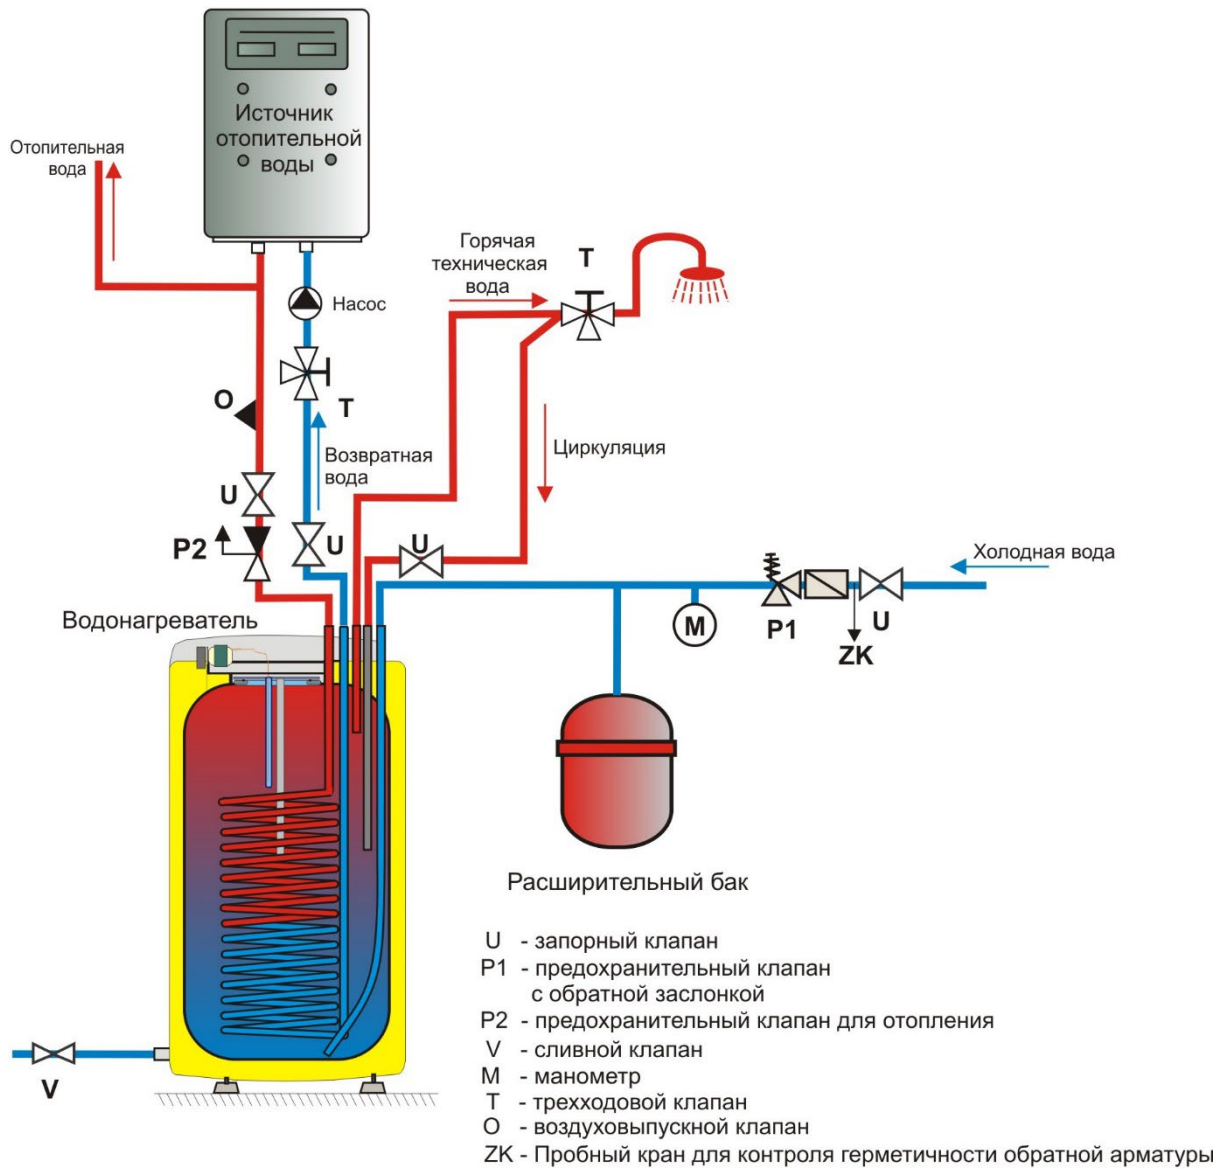 Источник
отопительной
воды
Отопительная
вода
Горячая
техническая
вода
T
Насос
O
T
Возвратная
вода
Циркуляция
U
P2
U
U
Холодная вода
Водонагреватель
M
P1
U
ZK
Расширительный бак
U - запорный клапан
P1 - предохранительный клапан
с обратной заслонкой
P2 - предохранительный клапан для отопления
V - сливной клапан
M - манометр
T - трехходовой клапан
O - воздуховыпускной клапан
ZK - Пробный кран для контроля герметичности обратной арматуры
V